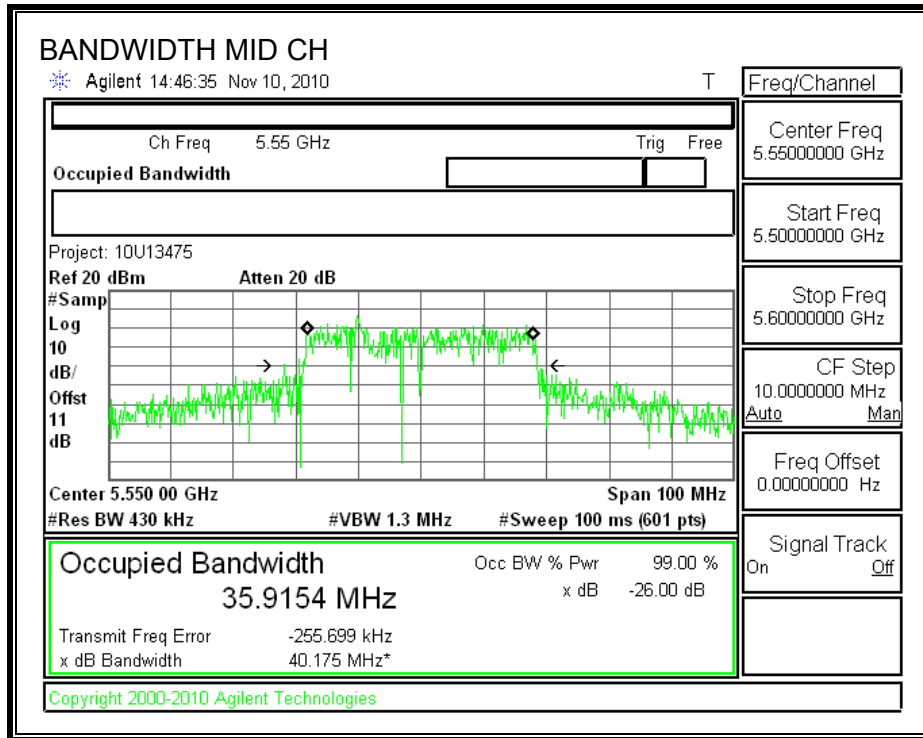 BANDWIDTH MID CH
Agilent 14:46:35 Nov 10, 2010 T
Freq/Channel
Ch Freq 5.55 GHz Trig Free
Occupied Bandwidth
Center Freq
5.55000000 GHz
Start Freq
5.50000000 GHz
Stop Freq
5.60000000 GHz
CF Step
10.0000000 MHz
Auto Man
Freq Offset
0.00000000 Hz
Signal Track
On Off
Project: 10U13475
Ref 20 dBm Atten 20 dB
#Samp
Log
10
dB/
Offst
11
dB
Center 5.550 00 GHz Span 100 MHz
#Res BW 430 kHz #VBW 1.3 MHz #Sweep 100 ms (601 pts)
Occupied Bandwidth
35.9154 MHz
Occ BW % Pwr 99.00 %
x dB -26.00 dB
Transmit Freq Error -255.699 kHz
x dB Bandwidth 40.175 MHz*
Copyright 2000-2010 Agilent Technologies